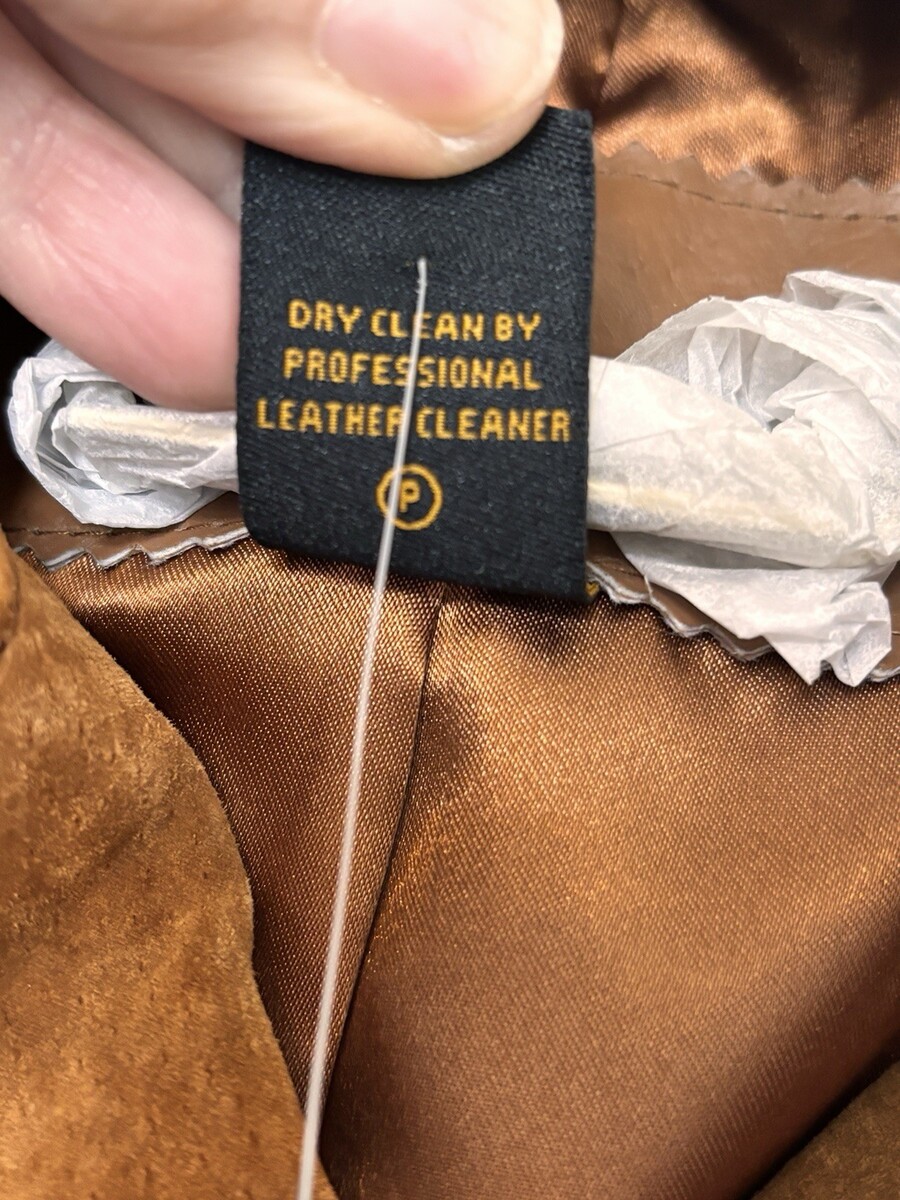 DRY CLEAN BY
PROFESSIONAL
LEATHER CLEANER
P